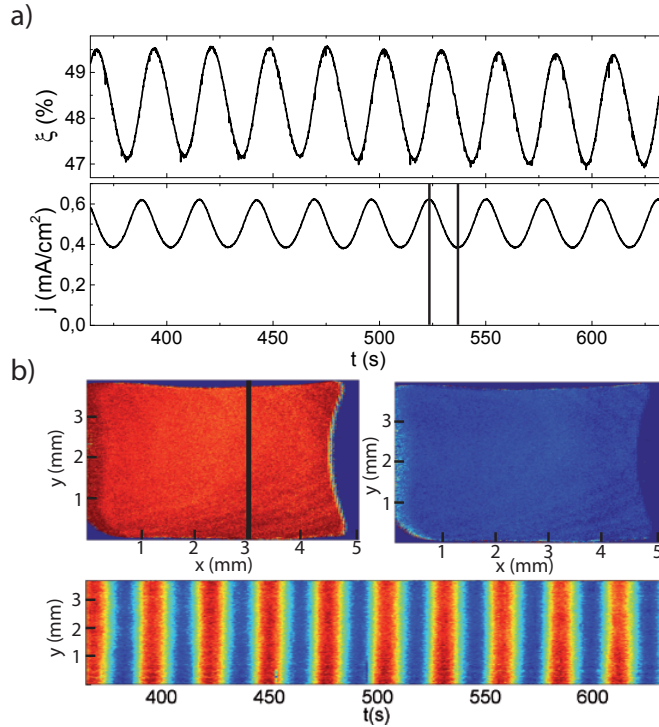 a)
ξ (%)
49
48
47
j (mA/cm²)
0,6
0,4
0,2
0,0
400 450 500 550 600
t (s)
b)
y (mm)
3
2
1
1 2 3 4 5
x (mm)
y (mm)
3
2
1
1 2 3 4 5
x (mm)
y (mm)
3
2
1
400 450 500 550 600
t(s)